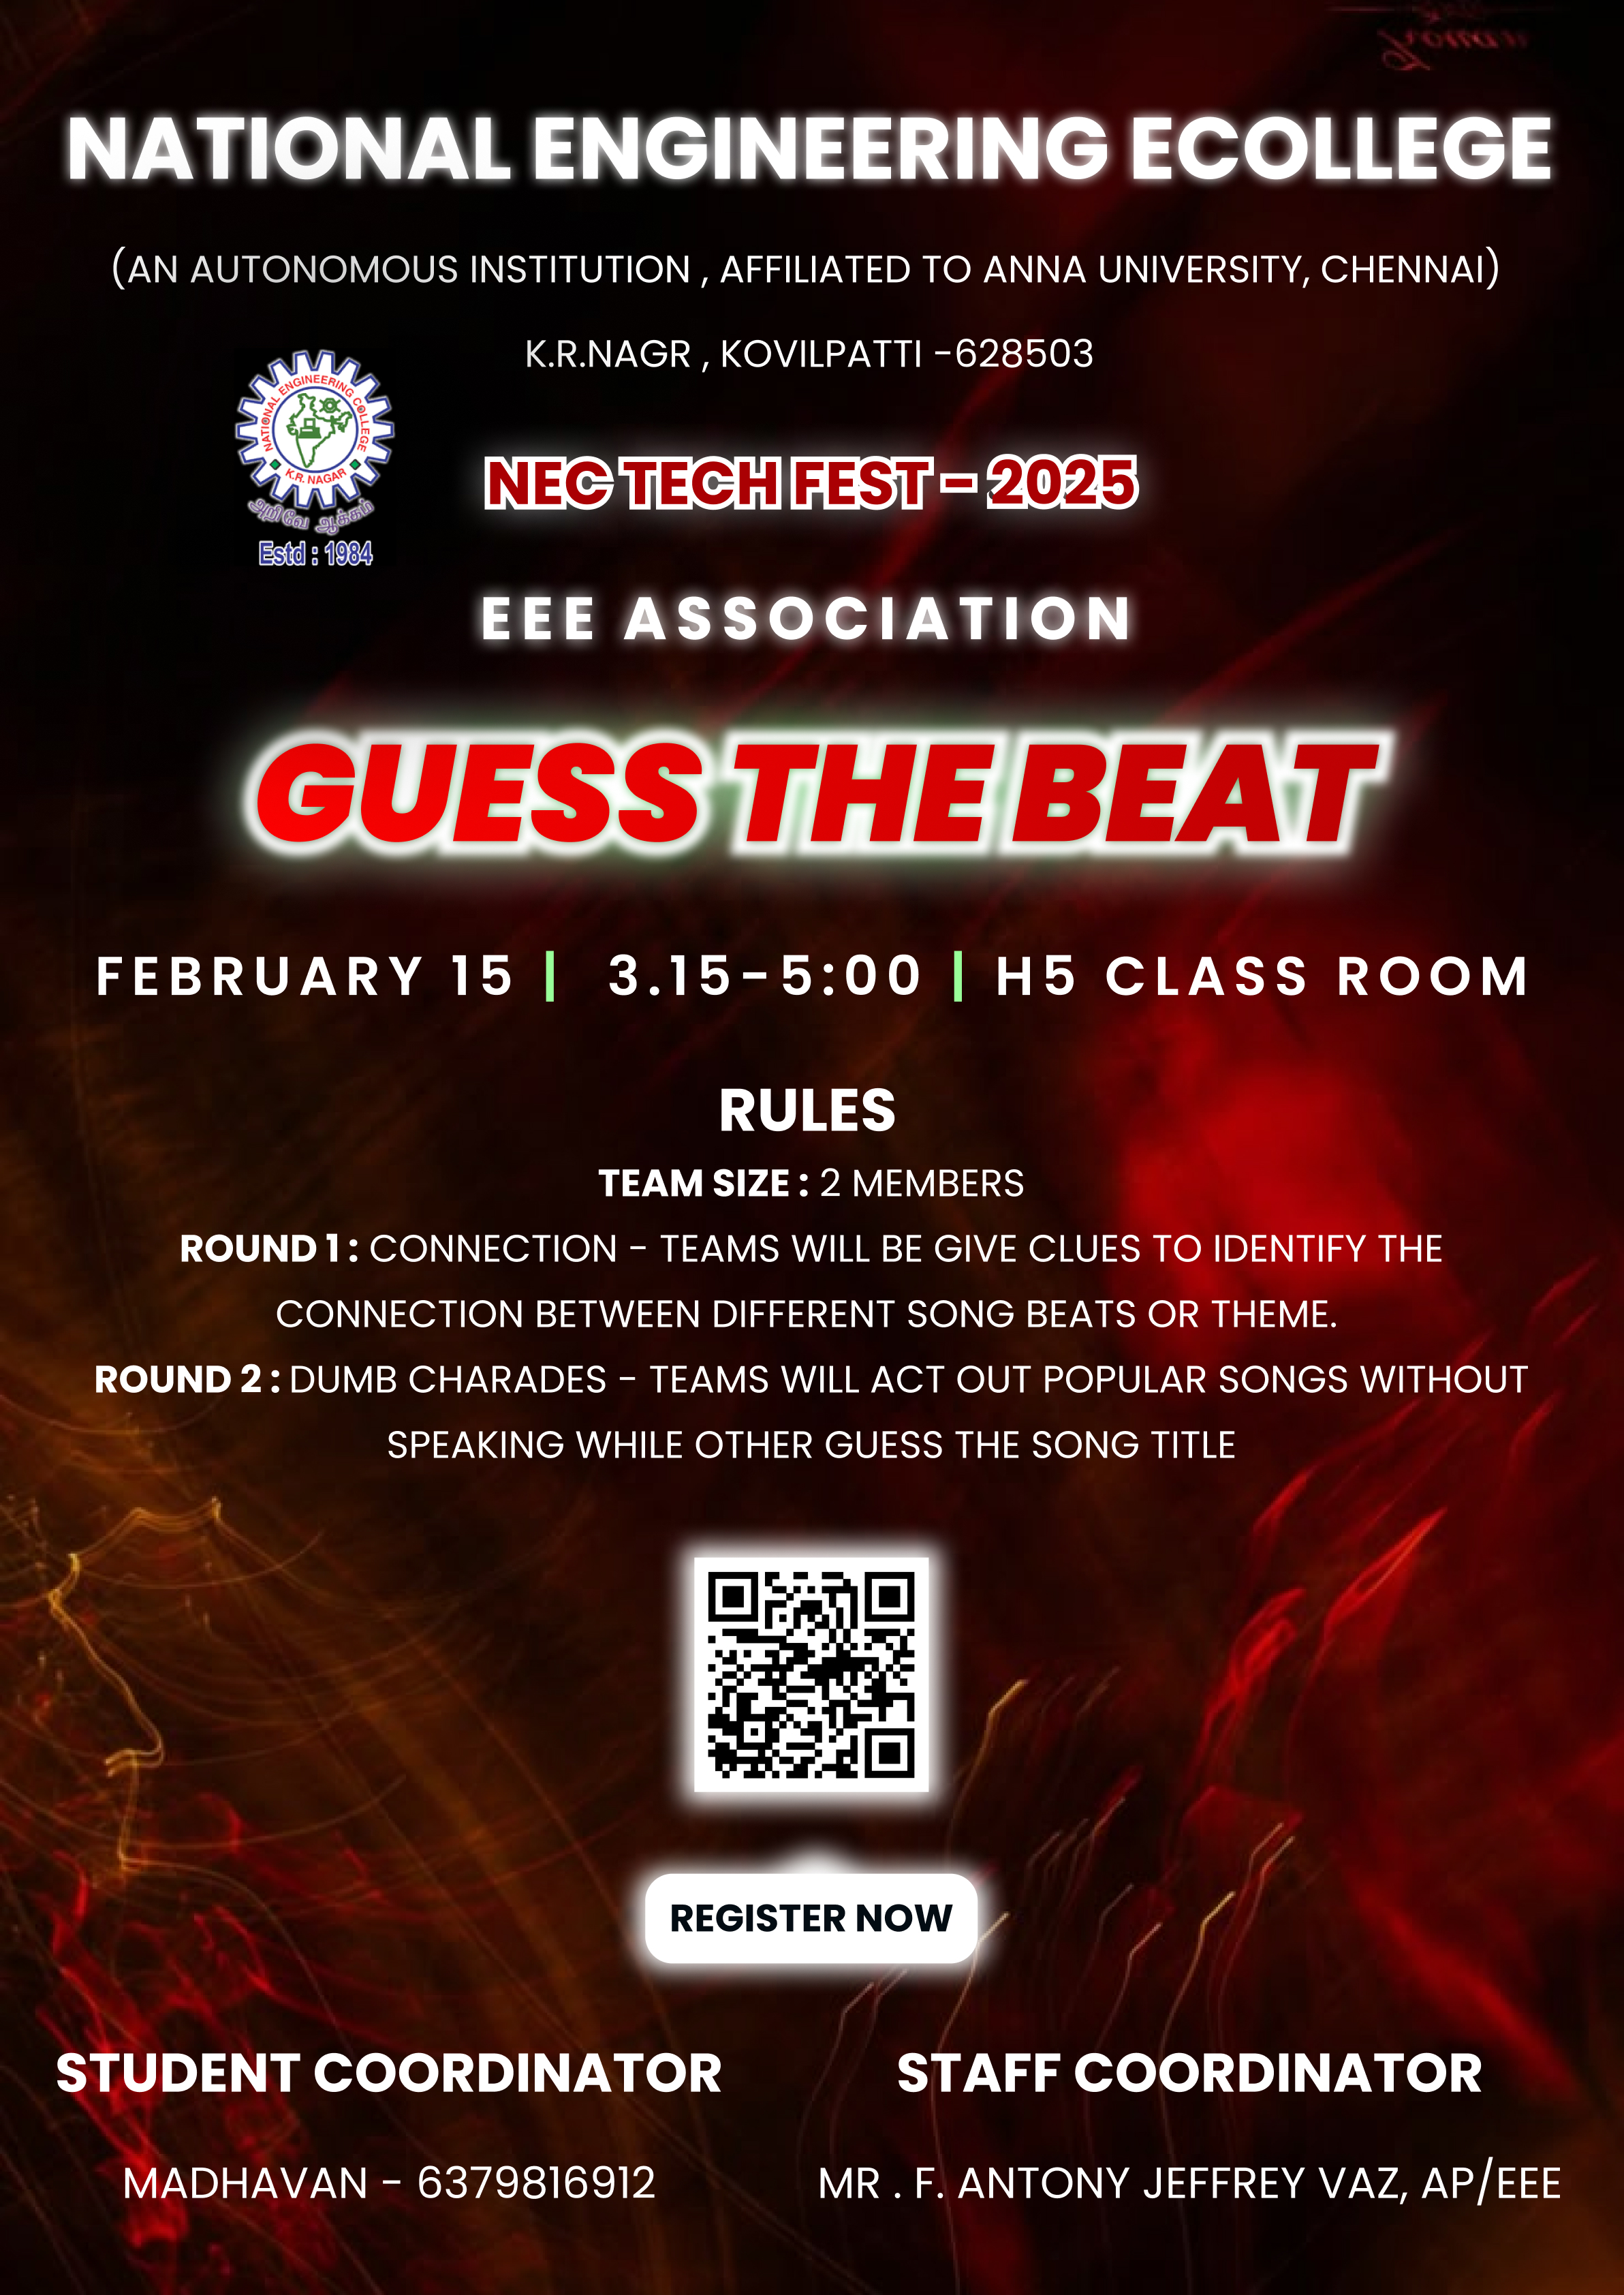 NATIONAL ENGINEERING ECOLLEGE
(AN AUTONOMOUS INSTITUTION , AFFILIATED TO ANNA UNIVERSITY, CHENNAI)
K.R.NAGR , KOVILPATTI -628503
NATIONAL ENGINEERING COLLEGE
K.R. NAGAR
அறிவே ஆக்கம்
Estd : 1984
NEC TECH FEST - 2025
EEE ASSOCIATION
GUESS THE BEAT
FEBRUARY 15 | 3.15-5:00 | H5 CLASS ROOM
RULES
TEAM SIZE : 2 MEMBERS
ROUND 1 : CONNECTION - TEAMS WILL BE GIVE CLUES TO IDENTIFY THE
CONNECTION BETWEEN DIFFERENT SONG BEATS OR THEME.
ROUND 2 : DUMB CHARADES - TEAMS WILL ACT OUT POPULAR SONGS WITHOUT
SPEAKING WHILE OTHER GUESS THE SONG TITLE
REGISTER NOW
STUDENT COORDINATOR
STAFF COORDINATOR
MADHAVAN - 6379816912
MR . F. ANTONY JEFFREY VAZ, AP/EEE